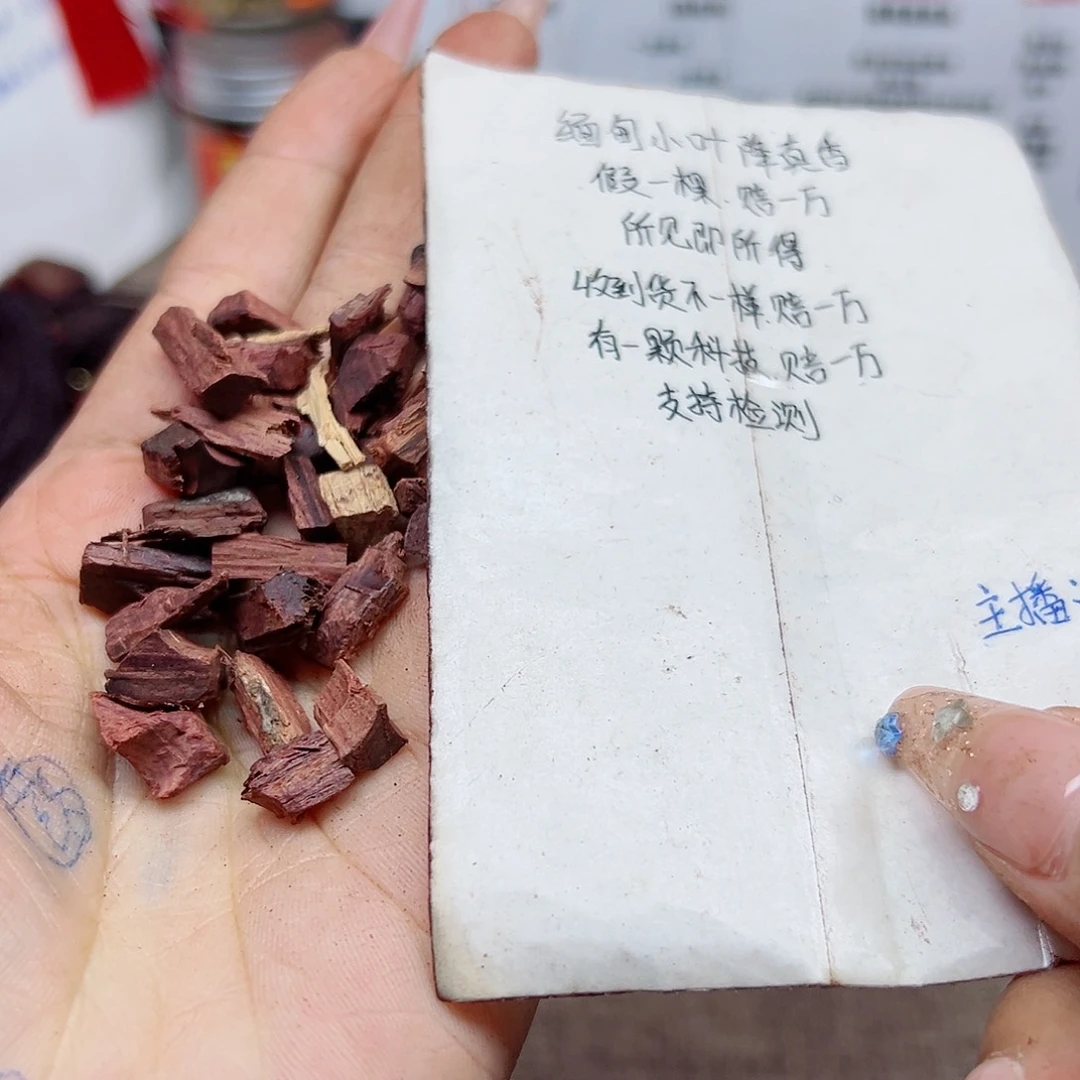 缅甸小叶降真香
假一棵赔一万
所见即所得
收到货不一样赔一万
有一颗科技赔一万
支持检测
主播